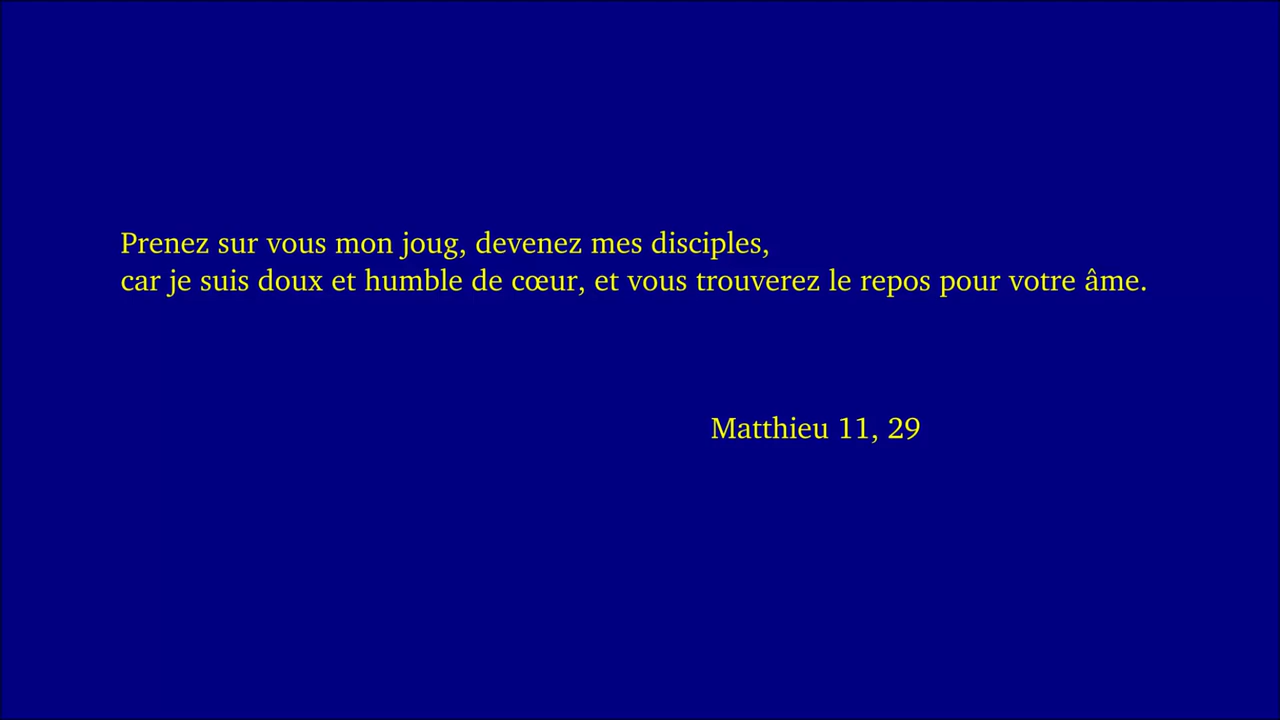 Prenez sur vous mon joug, devenez mes disciples,
car je suis doux et humble de cœur, et vous trouverez le repos pour votre âme.
Matthieu 11, 29